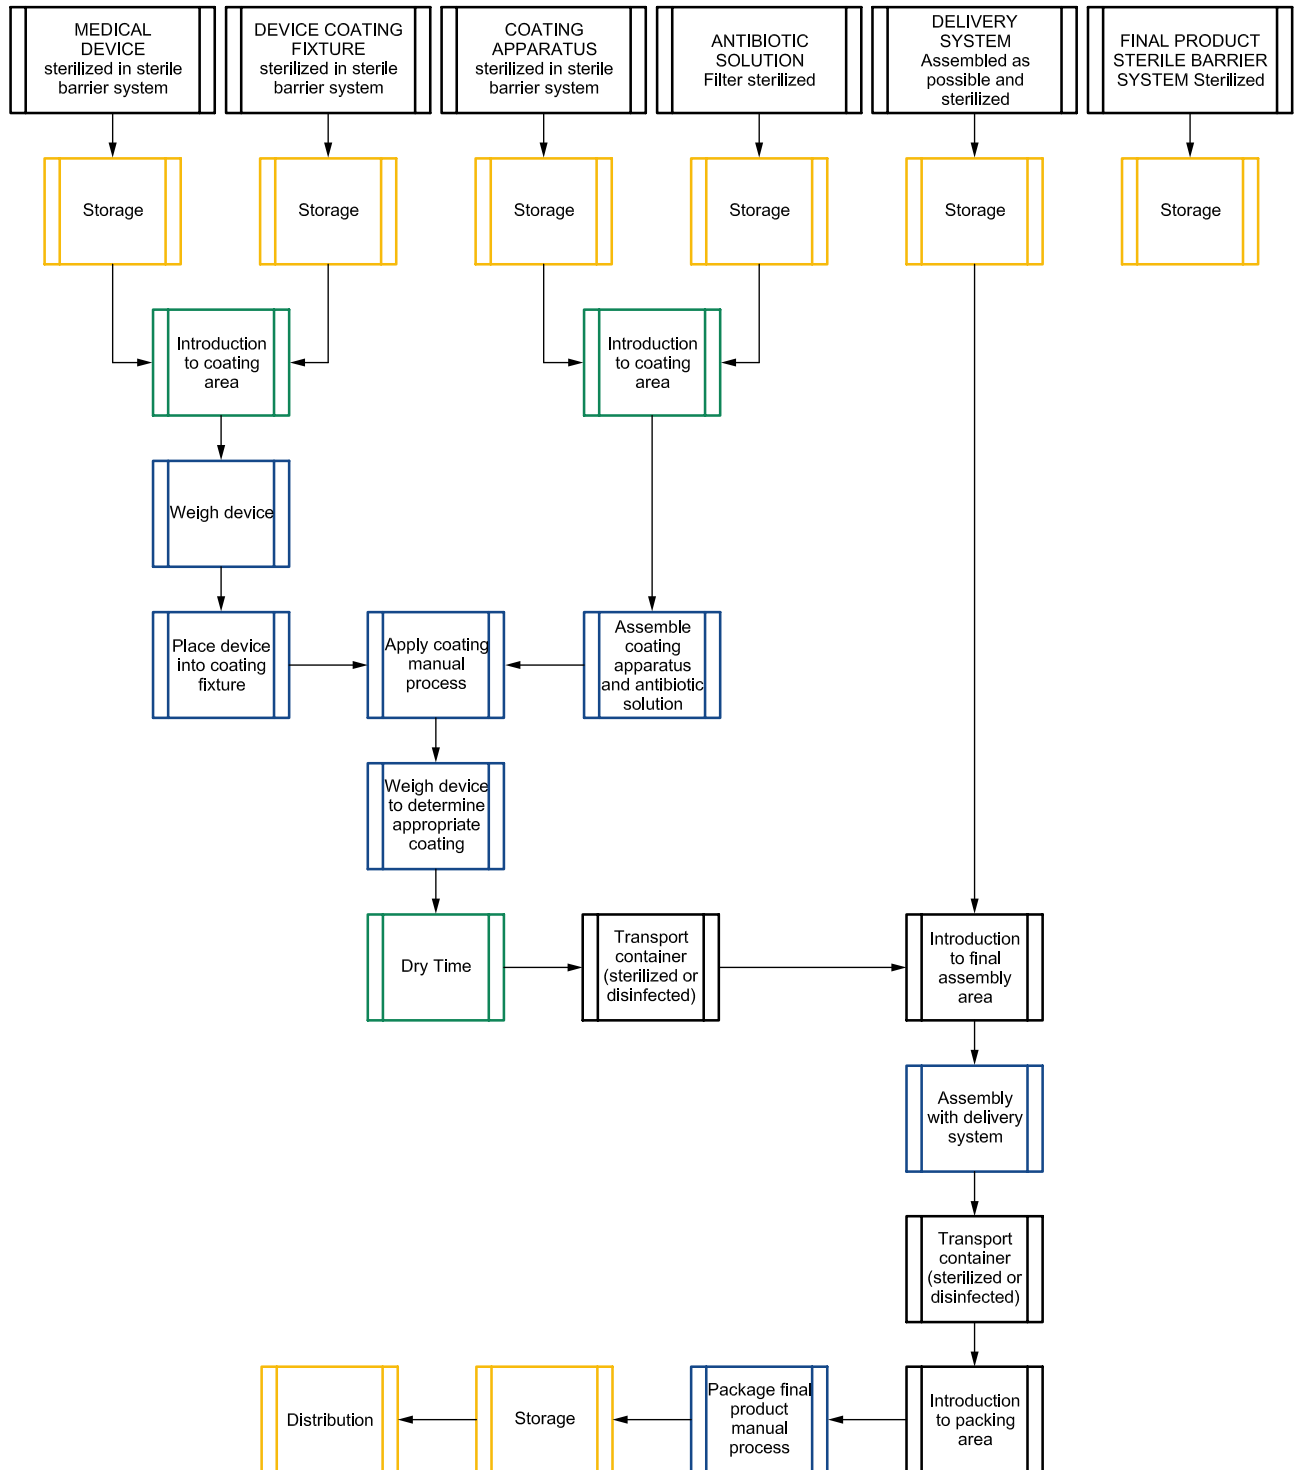 MEDICAL
DEVICE
sterilized in sterile
barrier system
DEVICE COATING
FIXTURE
sterilized in sterile
barrier system
COATING
APPARATUS
sterilized in sterile
barrier system
ANTIBIOTIC
SOLUTION
Filter sterilized
DELIVERY
SYSTEM
Assembled as
possible and
sterilized
FINAL PRODUCT
STERILE BARRIER
SYSTEM Sterilized
Storage
Storage
Storage
Storage
Storage
Storage
Introduction
to coating
area
Introduction
to coating
area
Weigh device
Place device
into coating
fixture
Apply coating
manual
process
Assemble
coating
apparatus
and antibiotic
solution
Weigh device
to determine
appropriate
coating
Dry Time
Transport
container
(sterilized or
disinfected)
Introduction
to final
assembly
area
Assembly
with delivery
system
Transport
container
(sterilized or
disinfected)
Distribution
Storage
Package final
product
manual
process
Introduction
to packing
area